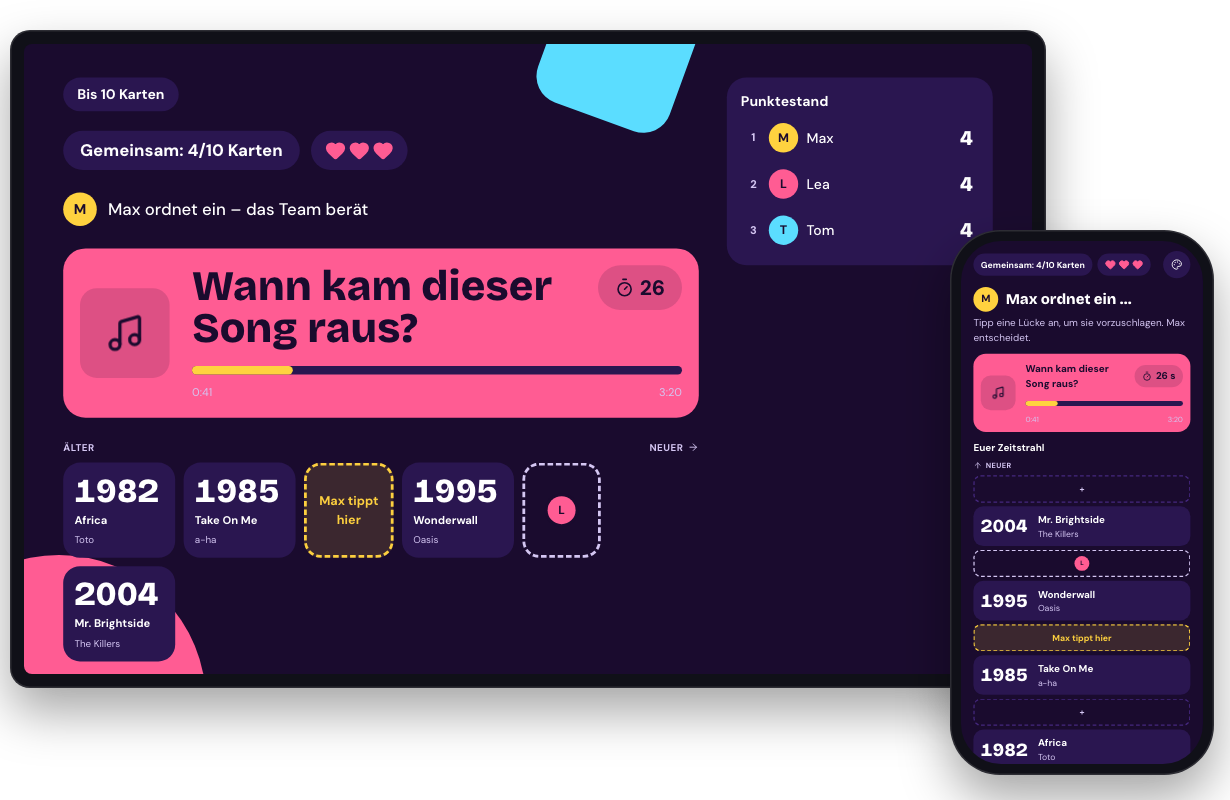 Bis 10 Karten
Gemeinsam: 4/10 Karten
M Max ordnet ein – das Team berät
Wann kam dieser
Song raus?
26
0:41 3:20
ÄLTER NEUER →
1982
Africa
Toto
1985
Take On Me
a-ha
Max tippt
hier
1995
Wonderwall
Oasis
L
2004
Mr. Brightside
The Killers
Punktestand
1 M Max 4
2 L Lea 4
3 T Tom 4
Gemeinsam: 4/10 Karten
M Max ordnet ein ...
Tipp eine Lücke an, um sie vorzuschlagen. Max
entscheidet.
Wann kam dieser
Song raus?
26 s
0:41 3:20
Euer Zeitstrahl
↑ NEUER
+
2004 Mr. Brightside
The Killers
L
1995 Wonderwall
Oasis
Max tippt hier
1985 Take On Me
a-ha
+
1982 Africa
Toto